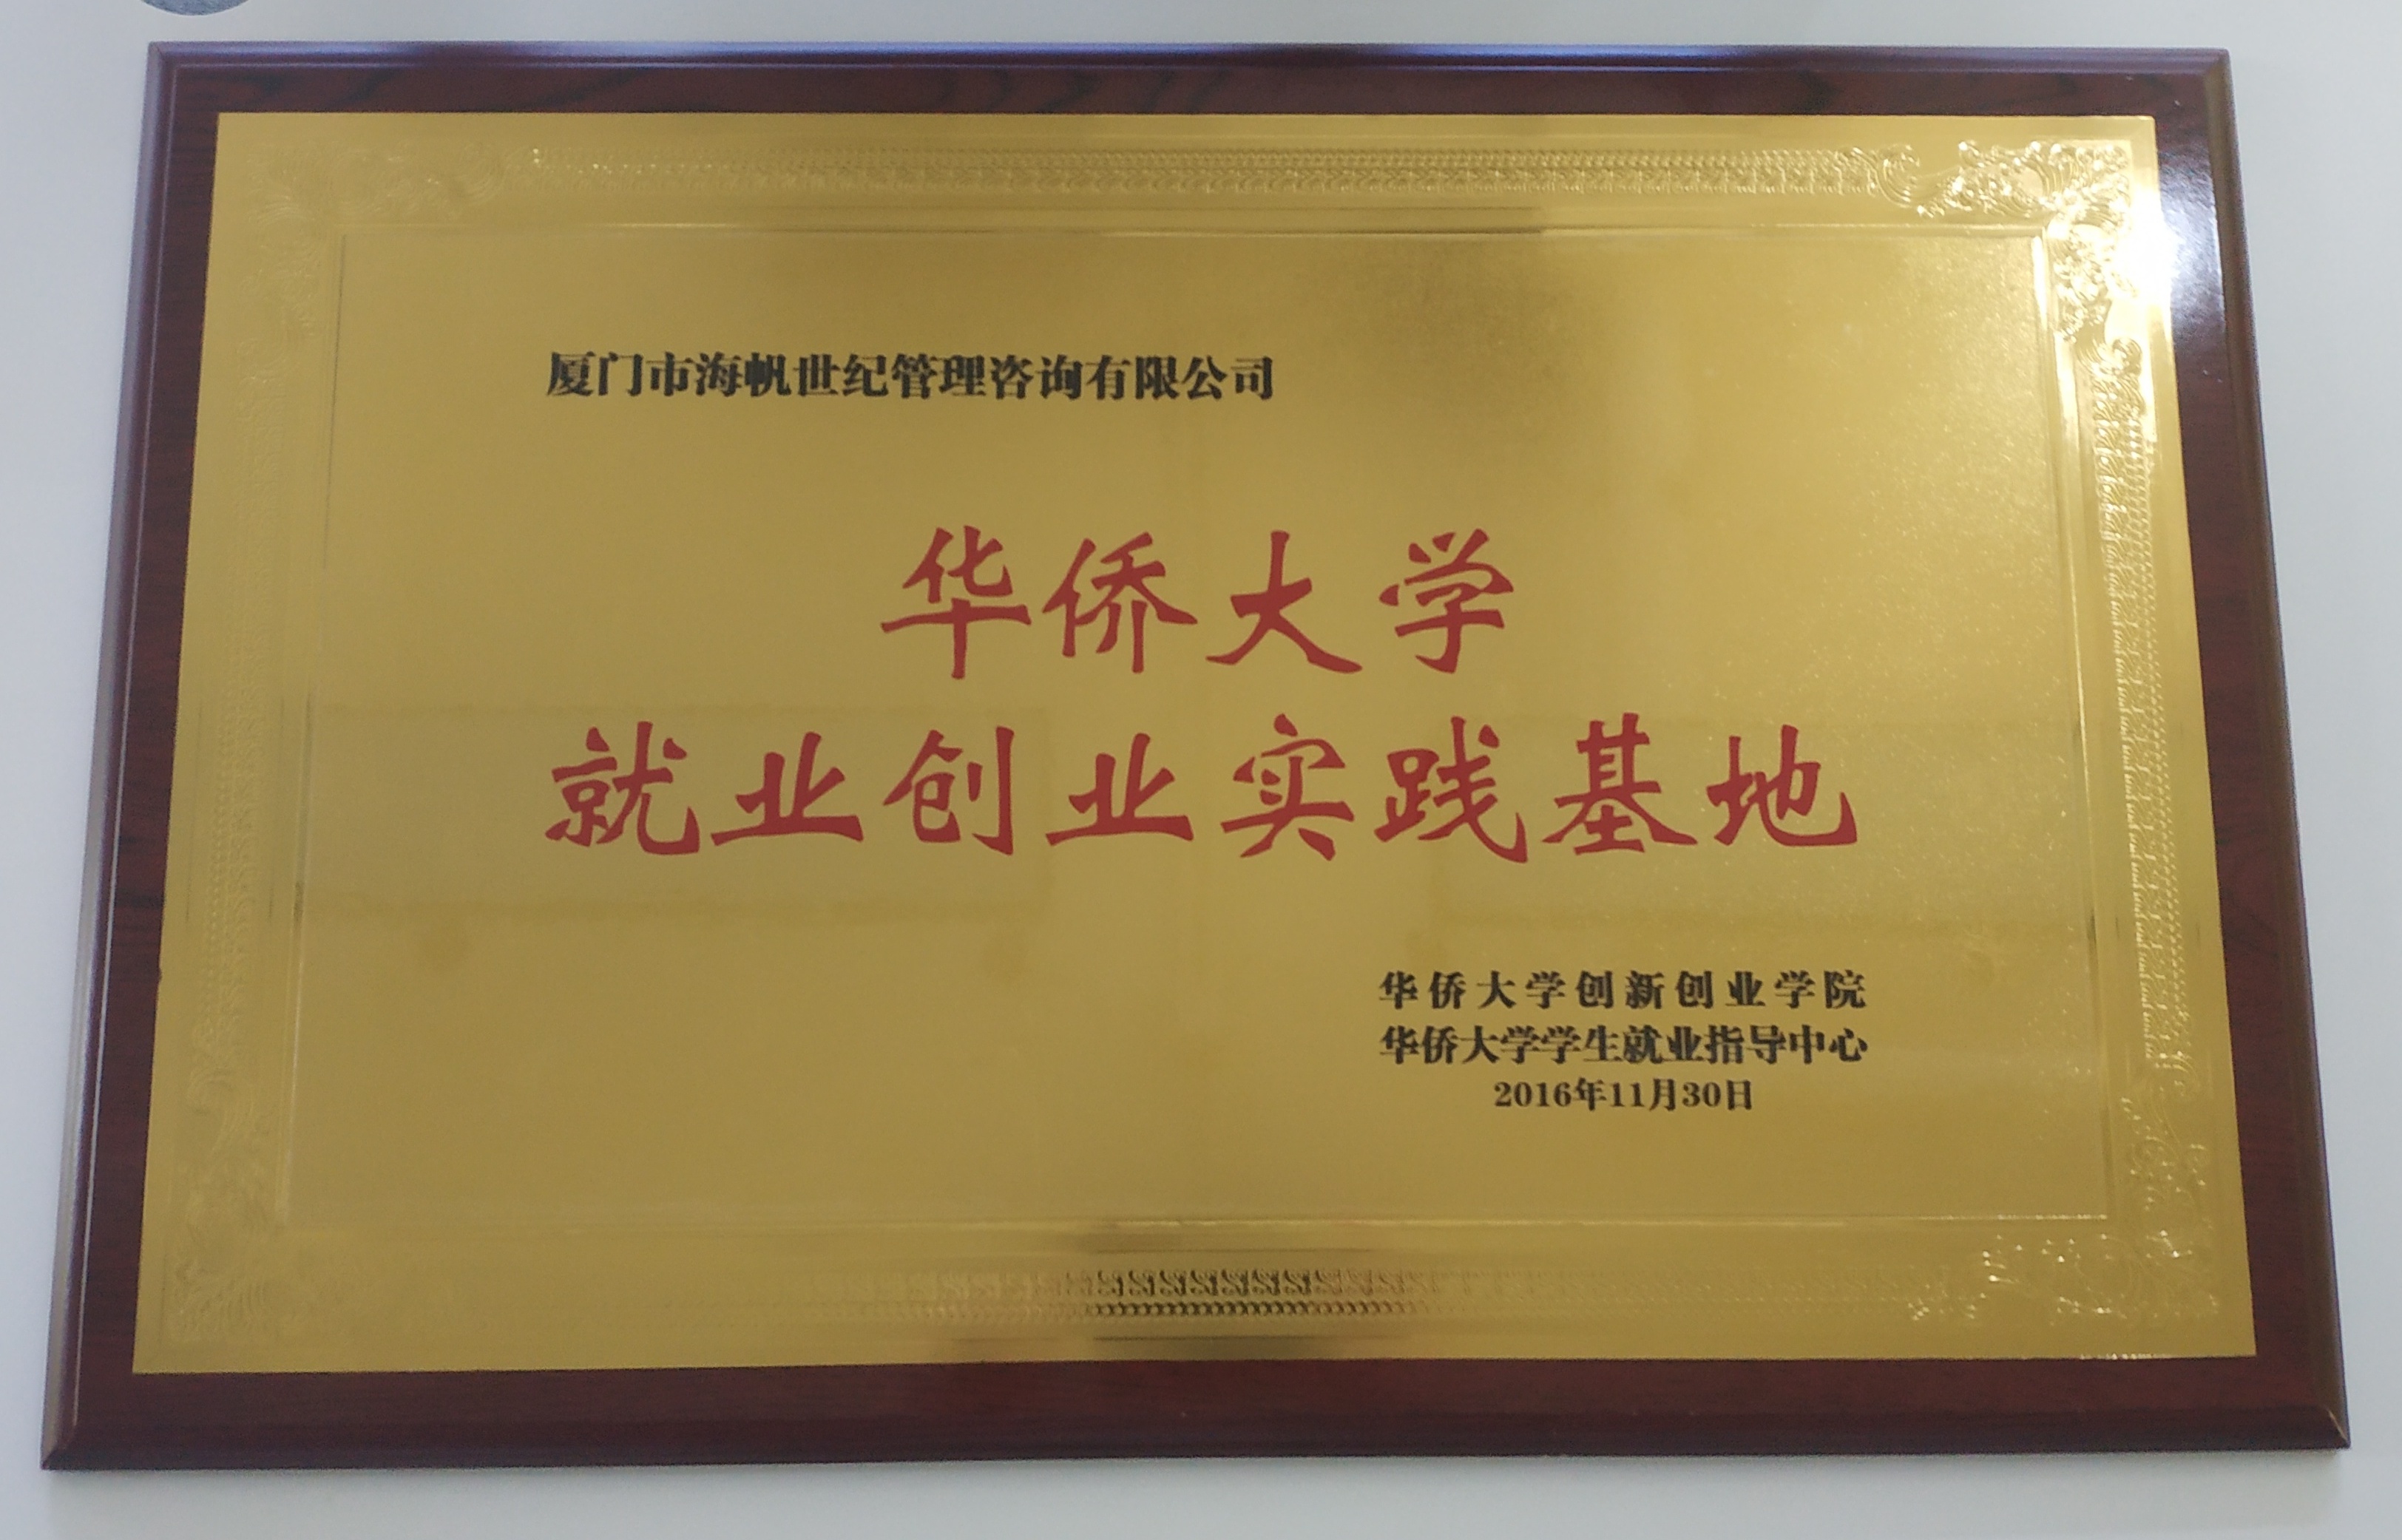 厦门市海帆世纪管理咨询有限公司
华侨大学
就业创业实践基地
华侨大学创新创业学院
华侨大学学生就业指导中心
2016年11月30日